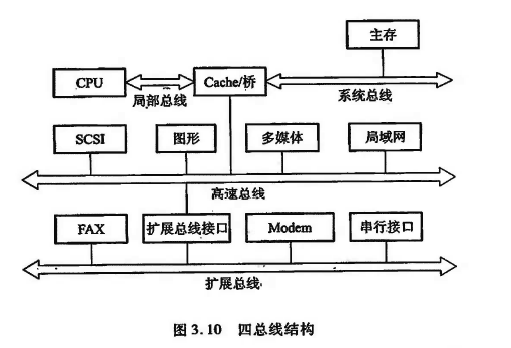 主存
CPU
Cache/桥
局部总线
系统总线
SCSI
图形
多媒体
局域网
高速总线
FAX
扩展总线接口
Modem
串行接口
扩展总线
图 3.10 四总线结构